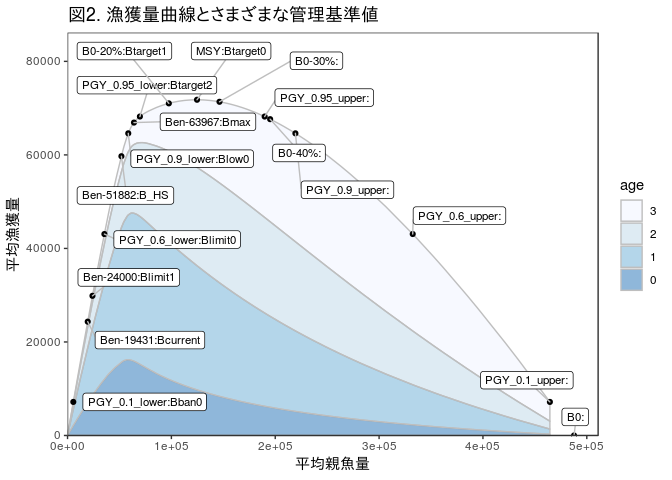 図2. 漁獲量曲線とさまざまな管理基準値
B0-20%:Btarget1
MSY:Btarget0
B0-30%:
PGY_0.95_lower:Btarget2
PGY_0.95_upper:
Ben-63967:Bmax
B0-40%:
PGY_0.9_lower:Blow0
PGY_0.9_upper:
Ben-51882:B_HS
PGY_0.6_upper:
PGY_0.6_lower:Blimit0
Ben-24000:Blimit1
Ben-19431:Bcurrent
PGY_0.1_upper:
PGY_0.1_lower:Bban0
B0:
80000
60000
40000
20000
0
平均漁獲量
0e+00
1e+05
2e+05
3e+05
4e+05
5e+05
平均親魚量
age
3
2
1
0